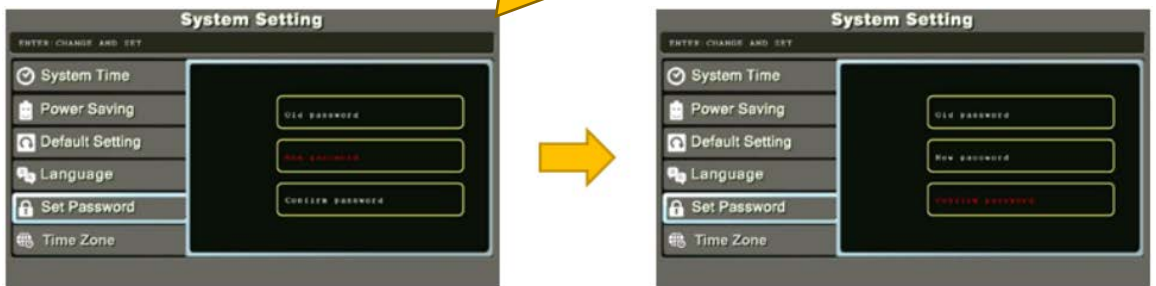 System Setting
ENTER:CHANGE AND SET
System Time
Power Saving
Default Setting
Language
Set Password
Time Zone
Old password
New password
Confirm password
System Setting
ENTER:CHANGE AND SET
System Time
Power Saving
Default Setting
Language
Set Password
Time Zone
Old password
New password
Confirm password